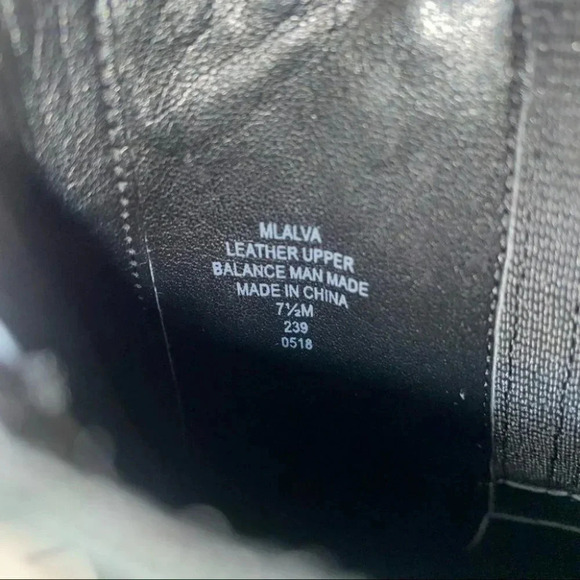 MLALVA
LEATHER UPPER
BALANCE MAN MADE
MADE IN CHINA
7½M
239
0518